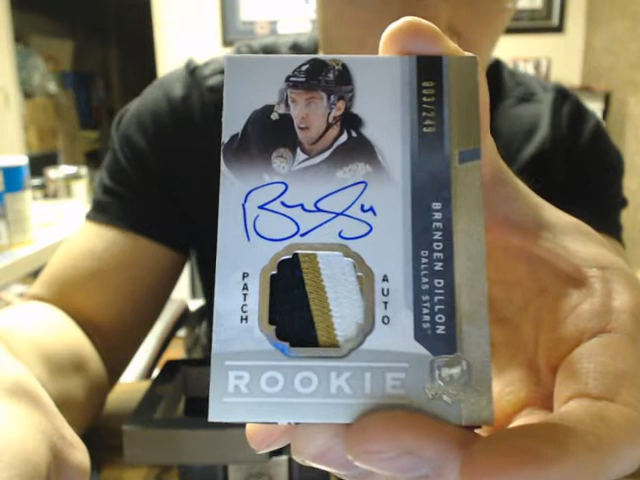 003/249
BRENDEN DILLON
DALLAS STARS
PATCH
AUTO
ROOKIE